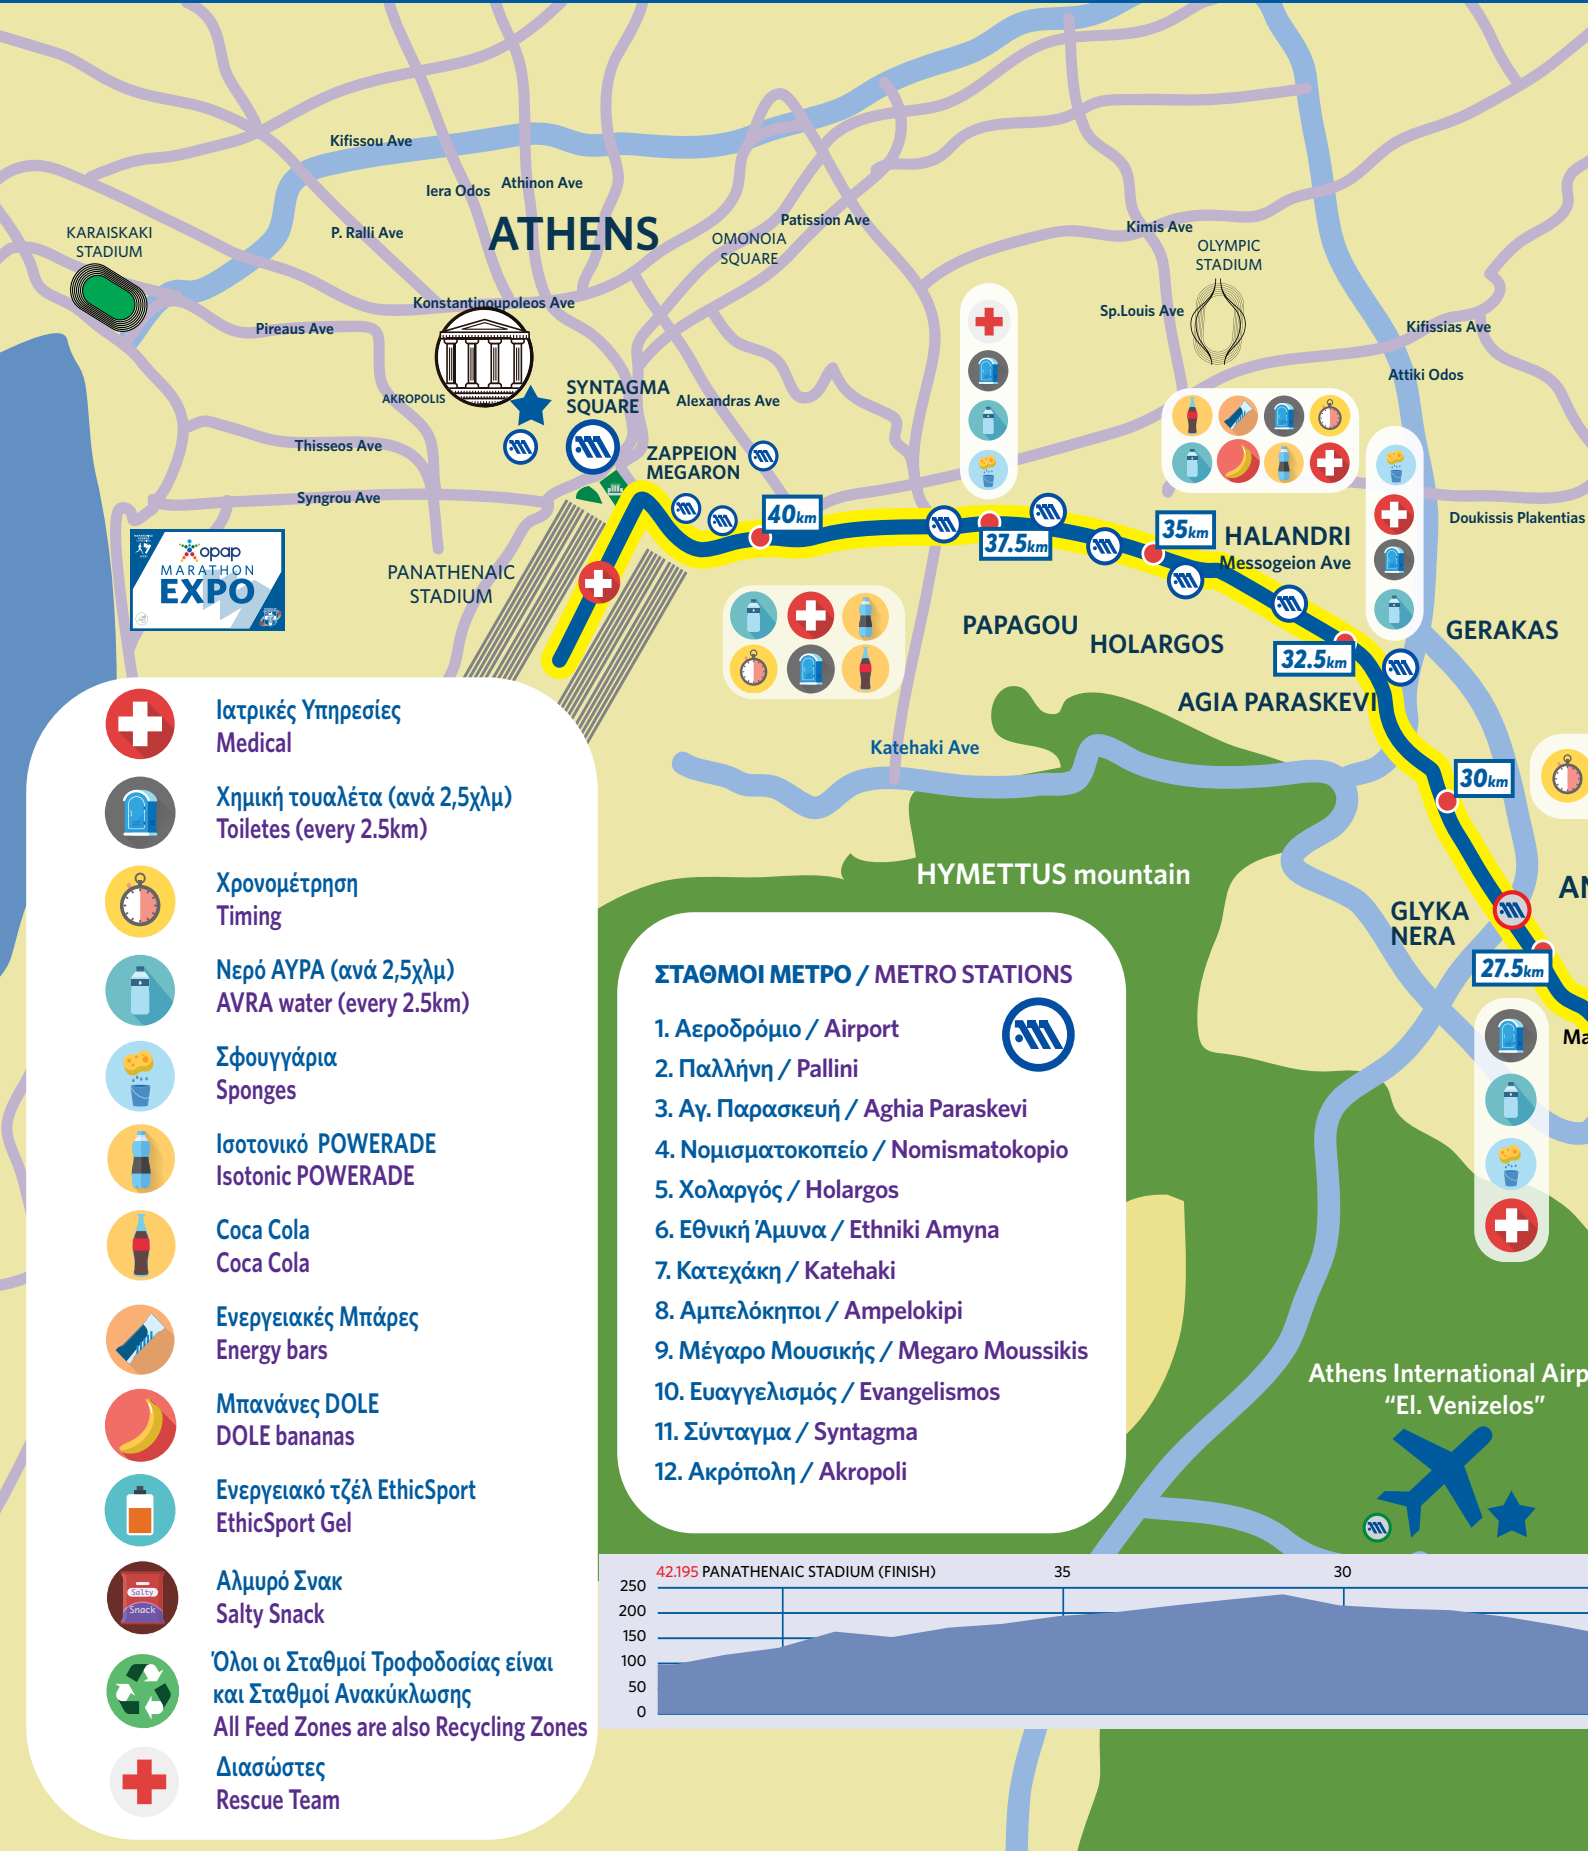 Kifissou Ave
Iera Odos
Athinon Ave
KARAISKAKI
STADIUM
P. Ralli Ave
ATHENS
Patission Ave
OMONOIA
SQUARE
Kimis Ave
OLYMPIC
STADIUM
Konstantinoupoleos Ave
Pireaus Ave
Sp.Louis Ave
Kifissias Ave
Attiki Odos
AKROPOLIS
SYNTAGMA
SQUARE
Alexandras Ave
Thisseos Ave
ZAPPEION
MEGARON
Syngrou Ave
40km
37.5km
35km
HALANDRI
Messogeion Ave
Doukissis Plakentias
opap
MARATHON
EXPO
PANATHENAIC
STADIUM
PAPAGOU
HOLARGOS
32.5km
GERAKAS
AGIA PARASKEVI
Katehaki Ave
30km
HYMETTUS mountain
AN
GLYKA
NERA
27.5km
Ma
Ιατρικές Υπηρεσίες
Medical
Χημική τουαλέτα (ανά 2,5χλμ)
Toiletes (every 2.5km)
Χρονομέτρηση
Timing
Νερό ΑΥΡΑ (ανά 2,5χλμ)
AVRA water (every 2.5km)
Σφουγγάρια
Sponges
Ισοτονικό POWERADE
Isotonic POWERADE
Coca Cola
Coca Cola
Ενεργειακές Μπάρες
Energy bars
Μπανάνες DOLE
DOLE bananas
Ενεργειακό τζέλ EthicSport
EthicSport Gel
Salty
Snack
Αλμυρό Σνακ
Salty Snack
Όλοι οι Σταθμοί Τροφοδοσίας είναι
και Σταθμοί Ανακύκλωσης
All Feed Zones are also Recycling Zones
Διασώστες
Rescue Team
ΣΤΑΘΜΟΙ ΜΕΤΡΟ / METRO STATIONS
1. Αεροδρόμιο / Airport
2. Παλλήνη / Pallini
3. Αγ. Παρασκευή / Aghia Paraskevi
4. Νομισματοκοπείο / Nomismatokopio
5. Χολαργός / Holargos
6. Εθνική Άμυνα / Ethniki Amyna
7. Κατεχάκη / Katehaki
8. Αμπελόκηποι / Ampelokipi
9. Μέγαρο Μουσικής / Megaro Moussikis
10. Ευαγγελισμός / Evangelismos
11. Σύνταγμα / Syntagma
12. Ακρόπολη / Akropoli
Athens International Airp
“El. Venizelos”
42.195 PANATHENAIC STADIUM (FINISH)
35
30
250
200
150
100
50
0